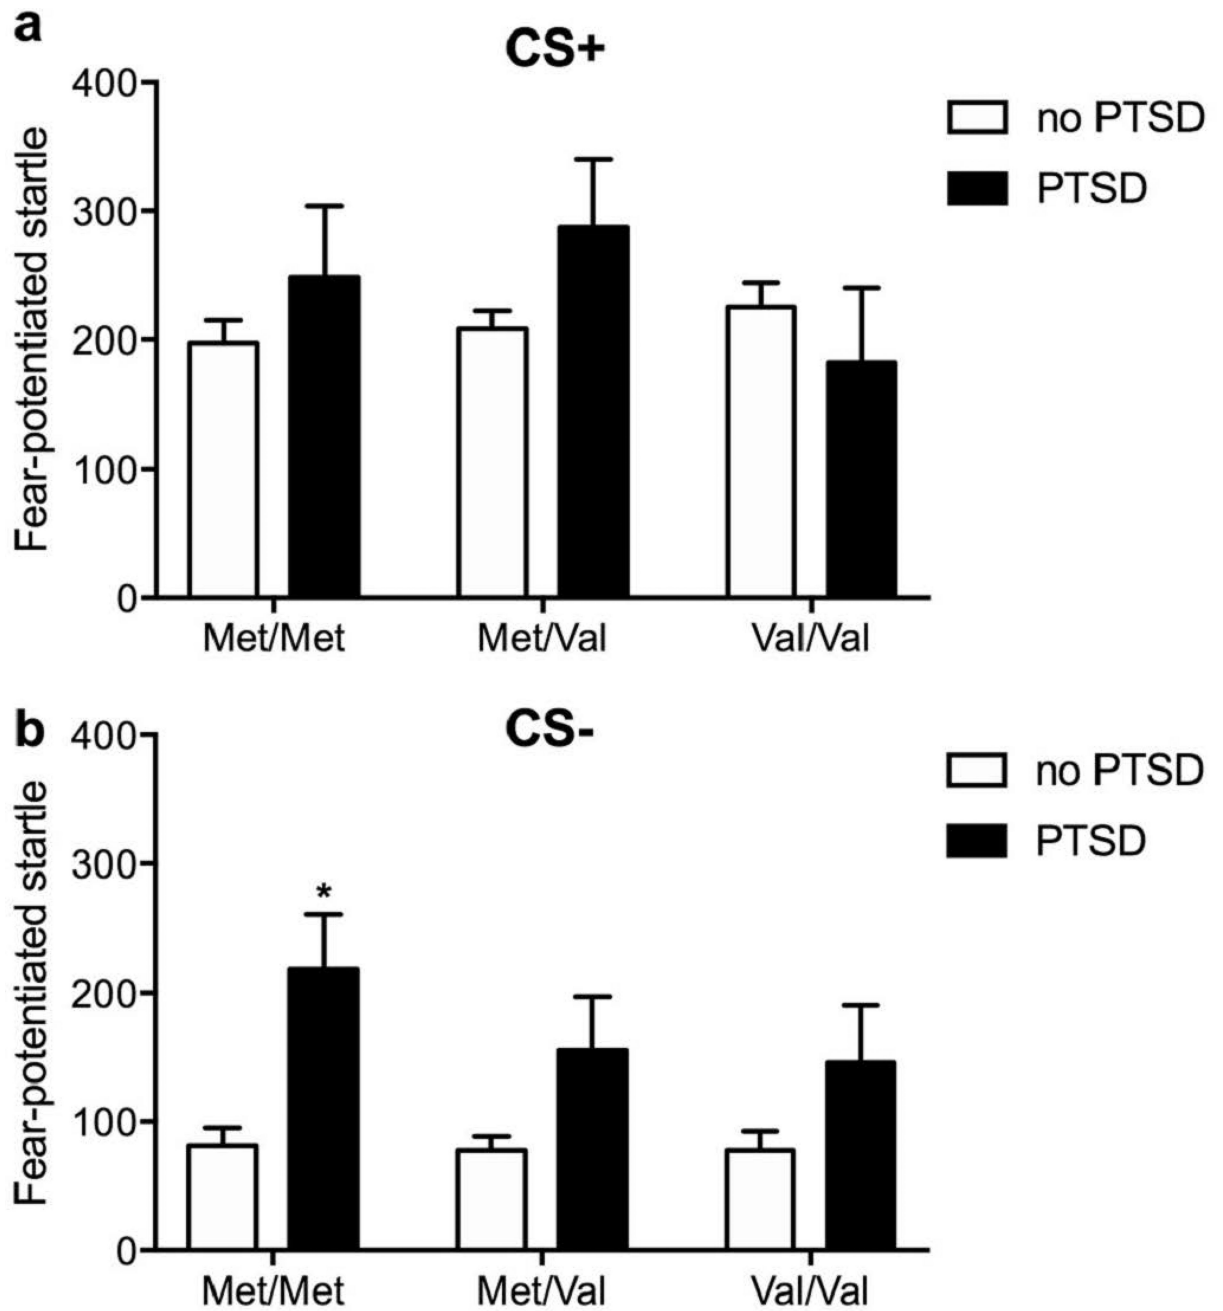 a
CS+
400
300
200
100
0
Fear-potentiated startle
no PTSD
PTSD
Met/Met
Met/Val
Val/Val
b
CS-
400
300
200
100
0
Fear-potentiated startle
no PTSD
PTSD
*
Met/Met
Met/Val
Val/Val